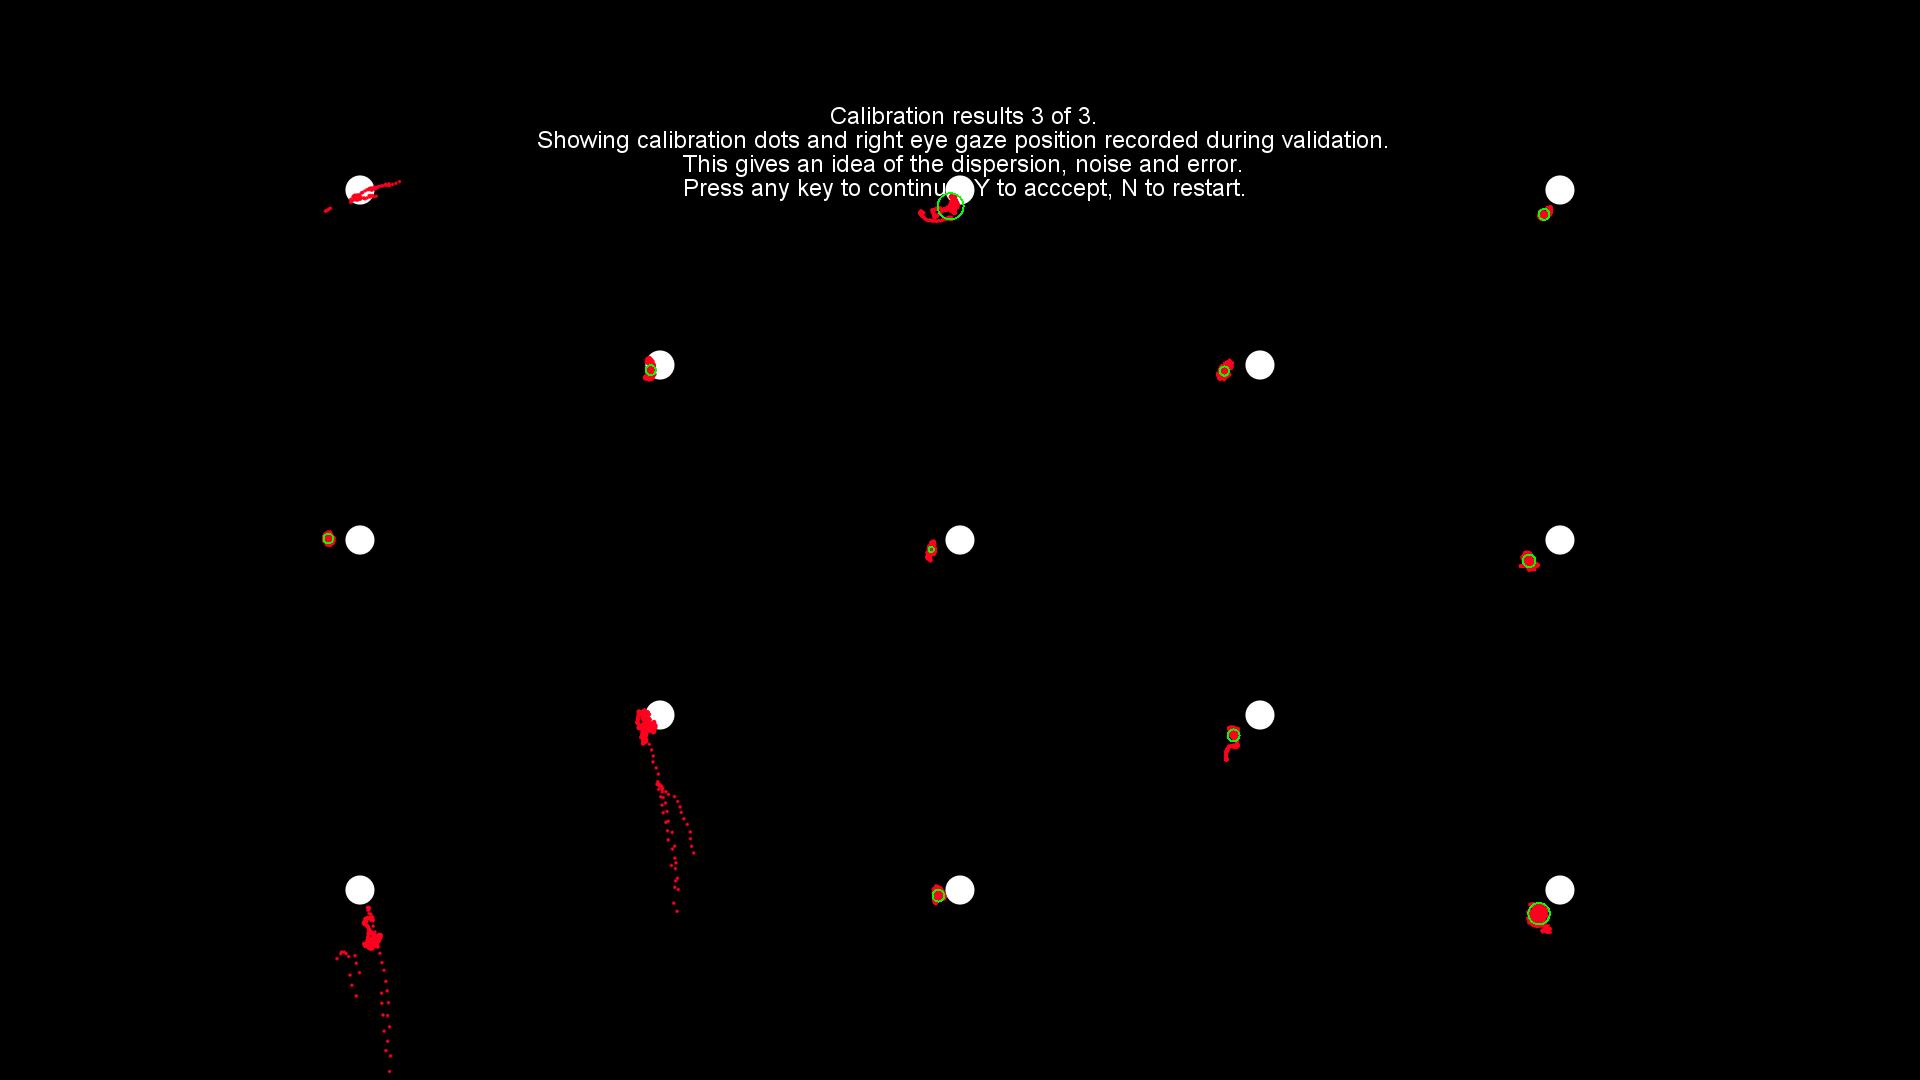 Calibration results 3 of 3.
Showing calibration dots and right eye gaze position recorded during validation.
This gives an idea of the dispersion, noise and error.
Press any key to continu Y to acccept, N to restart.